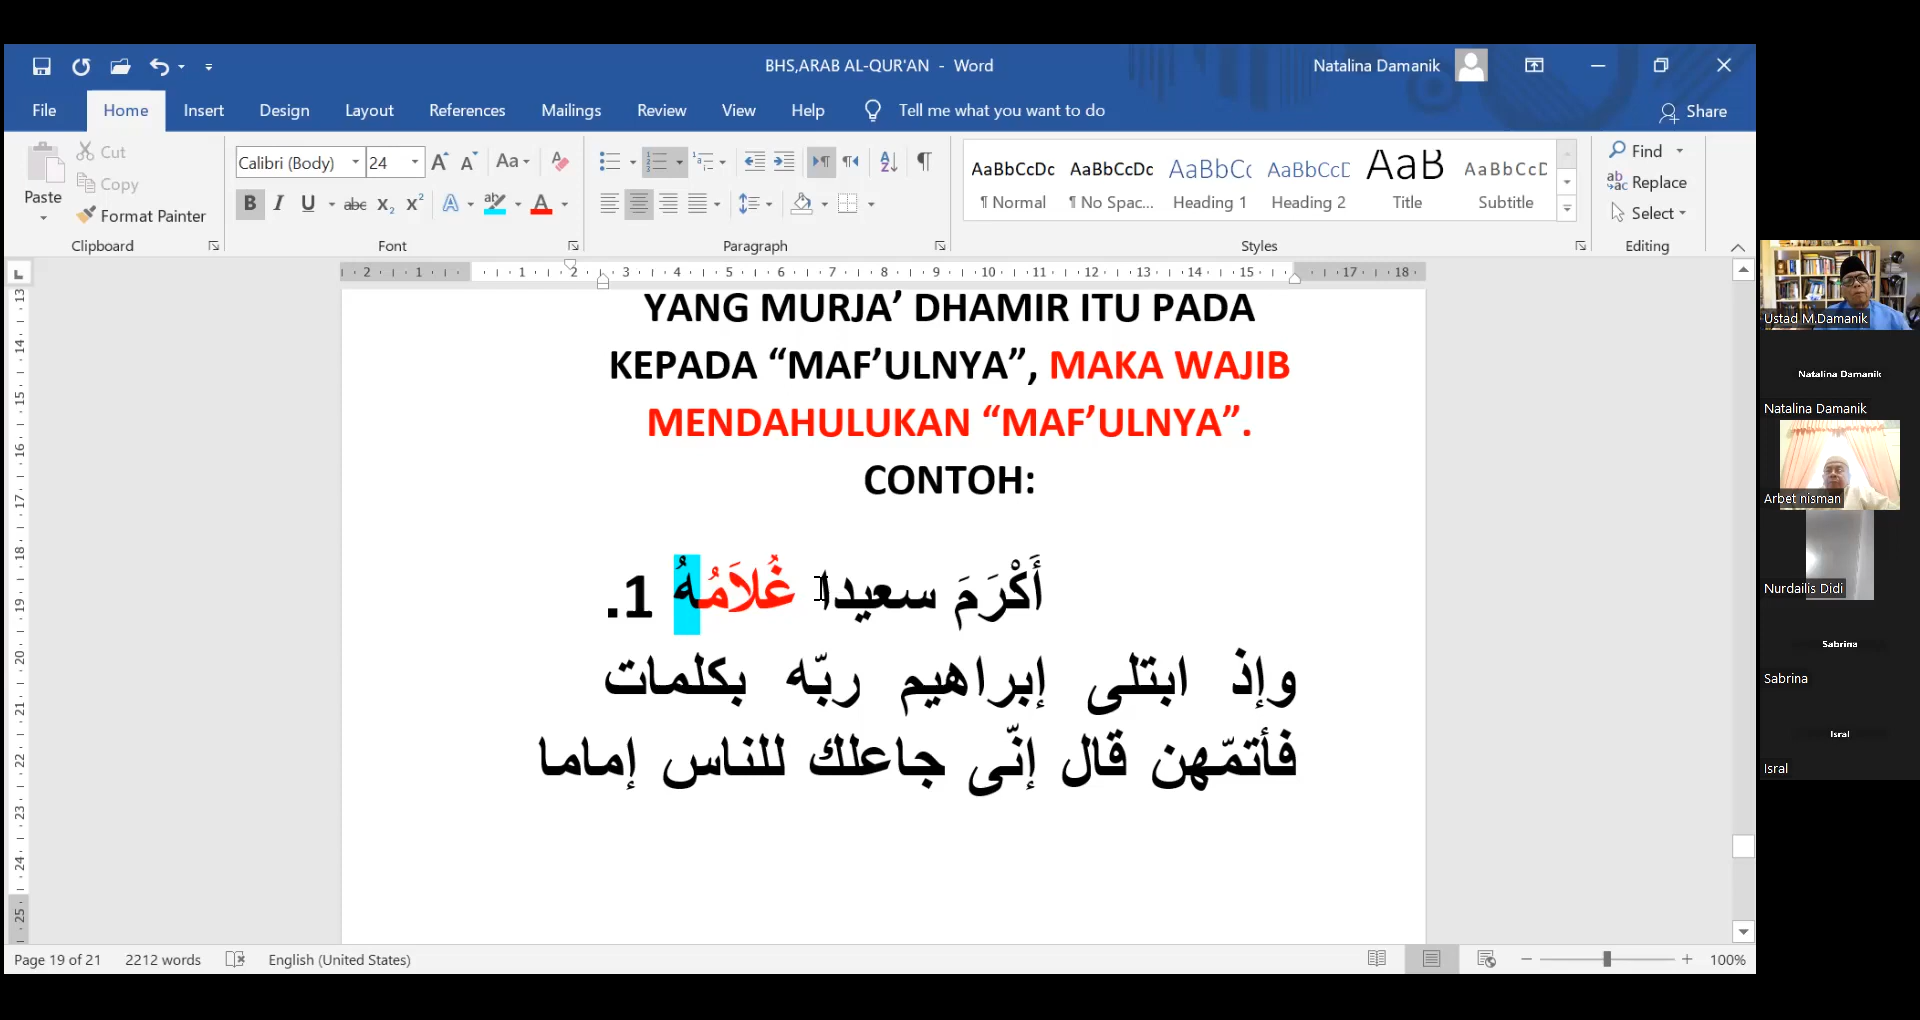 BHS,ARAB AL-QUR'AN - Word
Natalina Damanik
File Home Insert Design Layout References Mailings Review View Help Tell me what you want to do Share
Paste
Cut
Copy
Format Painter
Clipboard
Calibri (Body) 24
Font
Paragraph
AaBbCcDc AaBbCcDc AaBbCc AaBbCcD AaB AaBbCcD
¶ Normal ¶ No Spac... Heading 1 Heading 2 Title Subtitle
Styles
Find
Replace
Select
Editing
YANG MURJA’ DHAMIR ITU PADA
KEPADA “MAF’ULNYA”, MAKA WAJIB
MENDAHULUKAN “MAF’ULNYA”.
CONTOH:
1. أَكْرَمَ سعيدا غُلاَمُهُ
وإذ ابتلى إبراهيم ربّه بكلمات
فأتمّهن قال إنّى جاعلك للناس إماما
Page 19 of 21 2212 words English (United States) 100%
Ustad M.Damanik
Natalina Damanik
Natalina Damanik
Arbet nisman
Nurdailis Didi
Sabrina
Sabrina
Isral
Isral